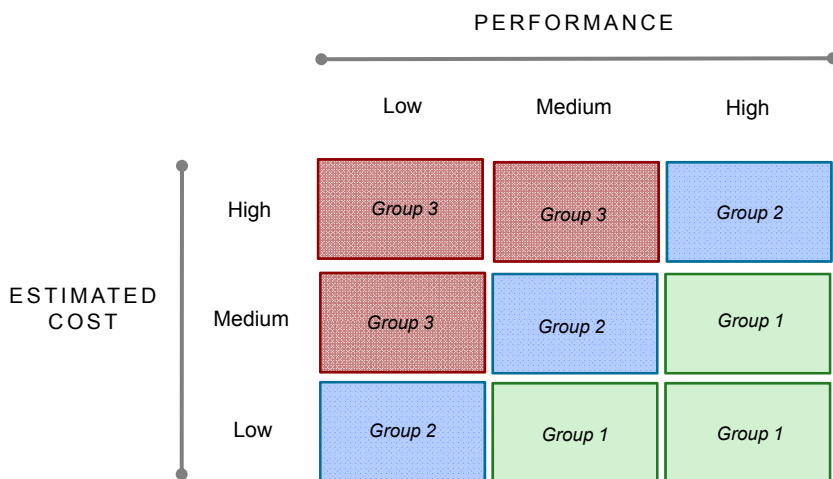 PERFORMANCE
Low Medium High
High Group 3 Group 3 Group 2
ESTIMATED
COST
Medium Group 3 Group 2 Group 1
Low Group 2 Group 1 Group 1